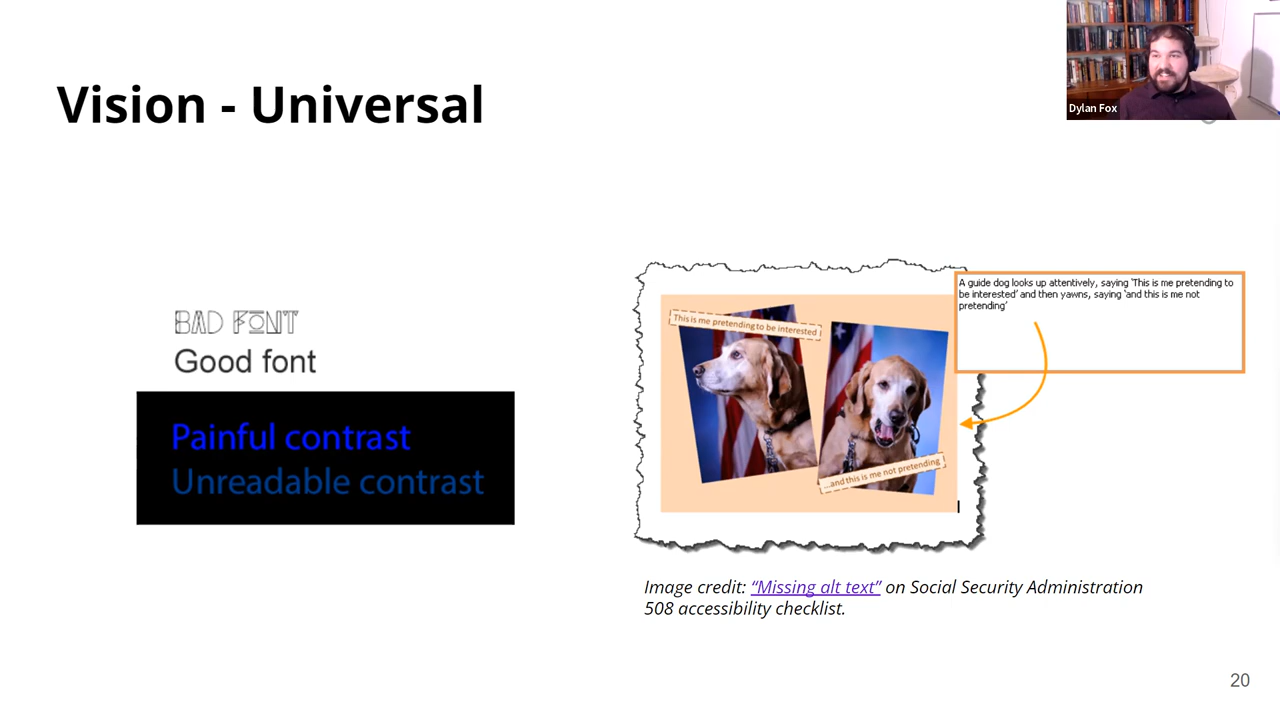 Vision - Universal
Dylan Fox
BAD FONT
Good font
Painful contrast
Unreadable contrast
This is me pretending to be interested
...and this is me not pretending
A guide dog looks up attentively, saying 'This is me pretending to
be interested' and then yawns, saying 'and this is me not
pretending'
Image credit: “Missing alt text” on Social Security Administration
508 accessibility checklist.
20